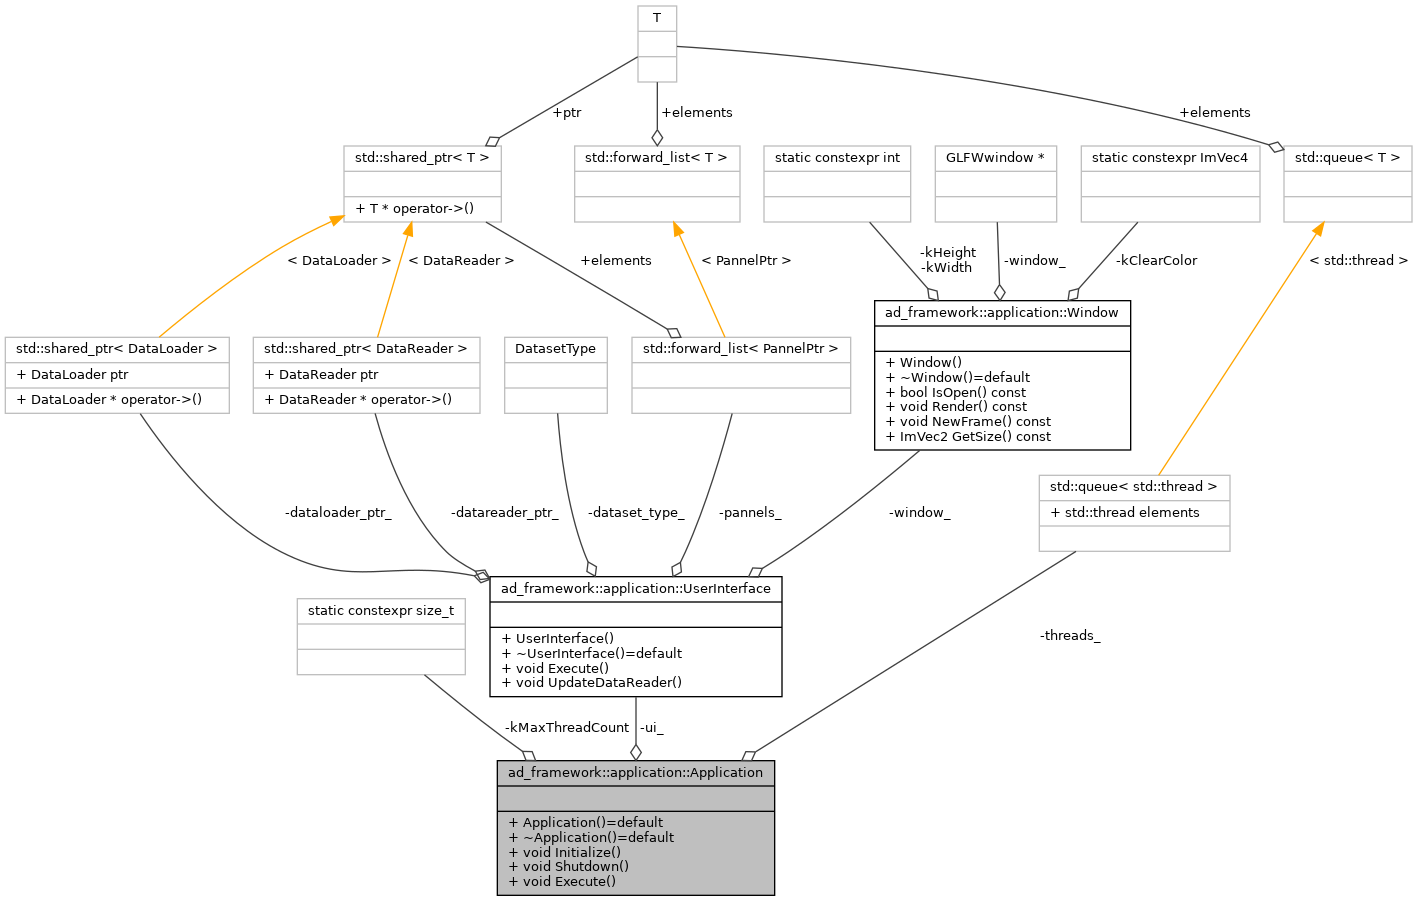 T
+ptr
+elements
+elements
std::shared_ptr< T >
+ T * operator->()
std::forward_list< T >
static constexpr int
GLFWwindow *
static constexpr ImVec4
std::queue< T >
< DataLoader >
< DataReader >
+elements
< PannelPtr >
-kHeight
-kWidth
-window_
-kClearColor
< std::thread >
std::shared_ptr< DataLoader >
+ DataLoader ptr
+ DataLoader * operator->()
std::shared_ptr< DataReader >
+ DataReader ptr
+ DataReader * operator->()
DatasetType
std::forward_list< PannelPtr >
ad_framework::application::Window
+ Window()
+ ~Window()=default
+ bool IsOpen() const
+ void Render() const
+ void NewFrame() const
+ ImVec2 GetSize() const
std::queue< std::thread >
+ std::thread elements
-dataloader_ptr_
-datareader_ptr_
-dataset_type_
-pannels_
-window_
static constexpr size_t
ad_framework::application::UserInterface
+ UserInterface()
+ ~UserInterface()=default
+ void Execute()
+ void UpdateDataReader()
-threads_
-kMaxThreadCount
-ui_
ad_framework::application::Application
+ Application()=default
+ ~Application()=default
+ void Initialize()
+ void Shutdown()
+ void Execute()